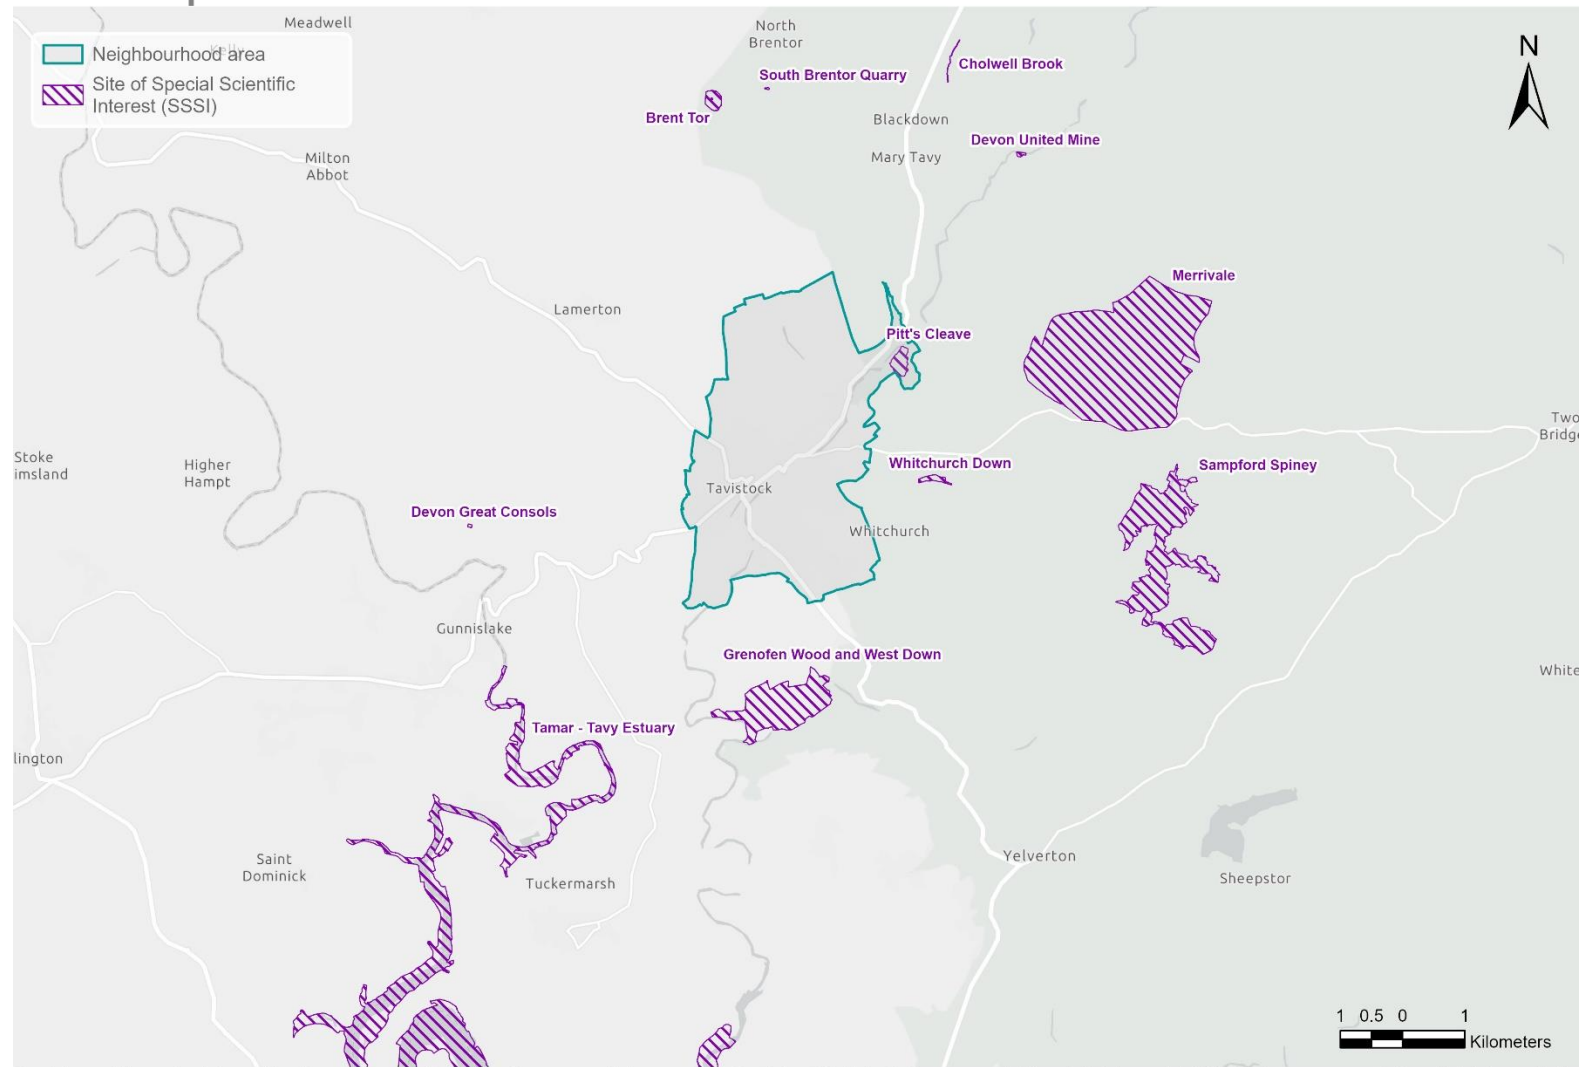 Meadwell
Neighbourhood area
Site of Special Scientific
Interest (SSSI)
North
Brentor
South Brentor Quarry
Cholwell Brook
N
Brent Tor
Blackdown
Devon United Mine
Mary Tavy
Milton
Abbot
Merrivale
Lamerton
Pitt's Cleave
Two
Bridge
Stoke
imsland
Higher
Hampt
Whitchurch Down
Sampford Spiney
Tavistock
Devon Great Consols
Whitchurch
Gunnislake
Grenofen Wood and West Down
White
Tamar - Tavy Estuary
lington
Saint
Dominick
Tuckermarsh
Yelverton
Sheepstor
1 0.5 0 1
Kilometers